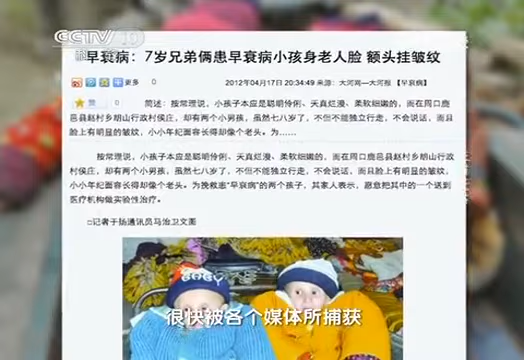 CCTV 10
早衰病：7岁兄弟俩患早衰病小孩身老人脸 额头挂皱纹
更多 0
2012年04月17日 20:34:49 来源：大河网—大河报 【早衰病】
赞 0
简述：按常理说，小孩子本应是聪明伶俐、天真烂漫、柔软细嫩的，而在周口鹿
邑县赵村乡胡山行政村侯庄，却有两个小男孩，虽然七八岁了，不但不能独立行走，不会说话，而且
脸上有明显的皱纹，小小年纪面容长得却像个老头。为……
按常理说，小孩子本应是聪明伶俐、天真烂漫、柔软细嫩的，而在周口鹿邑县赵村乡胡山行政
村侯庄，却有两个小男孩，虽然七八岁了，不但不能独立行走，不会说话，而且脸上有明显的皱纹，
小小年纪面容长得却像个老头。为挽救患“早衰病”的两个孩子，其家人表示，愿意把其中的一个送到
医疗机构做实验性治疗。
□记者于扬通讯员马治卫文图
BABY
很快被各个媒体所捕获